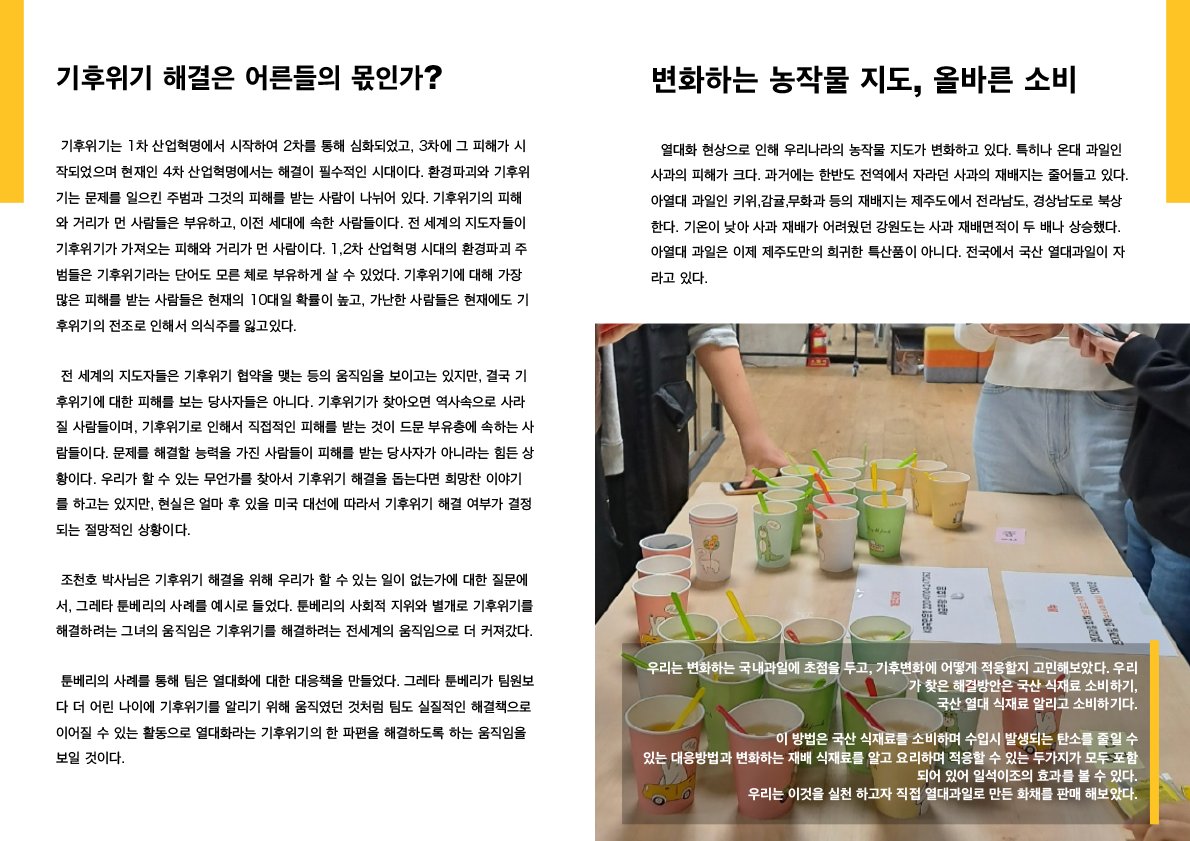 기후위기 해결은 어른들의 몫인가?
기후위기는 1차 산업혁명에서 시작하여 2차를 통해 심화되었고, 3차에 그 피해가 시
작되었으며 현재인 4차 산업혁명에서는 해결이 필수적인 시대이다. 환경파괴와 기후위
기는 문제를 일으킨 주범과 그것의 피해를 받는 사람이 나뉘어 있다. 기후위기의 피해
와 거리가 먼 사람들은 부유하고, 이전 세대에 속한 사람들이다. 전 세계의 지도자들이
기후위기가 가져오는 피해와 거리가 먼 사람이다. 1,2차 산업혁명 시대의 환경파괴 주
범들은 기후위기라는 단어도 모른 체로 부유하게 살 수 있었다. 기후위기에 대해 가장
많은 피해를 받는 사람들은 현재의 10대일 확률이 높고, 가난한 사람들은 현재에도 기
후위기의 전조로 인해서 의식주를 잃고있다.
전 세계의 지도자들은 기후위기 협약을 맺는 등의 움직임을 보이고는 있지만, 결국 기
후위기에 대한 피해를 보는 당사자들은 아니다. 기후위기가 찾아오면 역사속으로 사라
질 사람들이며, 기후위기로 인해서 직접적인 피해를 받는 것이 드문 부유층에 속하는 사
람들이다. 문제를 해결할 능력을 가진 사람들이 피해를 받는 당사자가 아니라는 힘든 상
황이다. 우리가 할 수 있는 무언가를 찾아서 기후위기 해결을 돕는다면 희망찬 이야기
를 하고는 있지만, 현실은 얼마 후 있을 미국 대선에 따라서 기후위기 해결 여부가 결정
되는 절망적인 상황이다.
조천호 박사님은 기후위기 해결을 위해 우리가 할 수 있는 일이 없는가에 대한 질문에
서, 그레타 툰베리의 사례를 예시로 들었다. 툰베리의 사회적 지위와 별개로 기후위기를
해결하려는 그녀의 움직임은 기후위기를 해결하려는 전세계의 움직임으로 더 커져갔다.
툰베리의 사례를 통해 팀은 열대화에 대한 대응책을 만들었다. 그레타 툰베리가 팀원보
다 더 어린 나이에 기후위기를 알리기 위해 움직였던 것처럼 팀도 실질적인 해결책으로
이어질 수 있는 활동으로 열대화라는 기후위기의 한 파편을 해결하도록 하는 움직임을
보일 것이다.
변화하는 농작물 지도, 올바른 소비
열대화 현상으로 인해 우리나라의 농작물 지도가 변화하고 있다. 특히나 온대 과일인
사과의 피해가 크다. 과거에는 한반도 전역에서 자라던 사과의 재배지는 줄어들고 있다.
아열대 과일인 키위,감귤,무화과 등의 재배지는 제주도에서 전라남도, 경상남도로 북상
한다. 기온이 낮아 사과 재배가 어려웠던 강원도는 사과 재배면적이 두 배나 상승했다.
아열대 과일은 이제 제주도만의 희귀한 특산품이 아니다. 전국에서 국산 열대과일이 자
라고 있다.
우리는 변화하는 국내과일에 초점을 두고, 기후변화에 어떻게 적응할지 고민해보았다. 우리
가 찾은 해결방안은 국산 식재료 소비하기,
국산 열대 식재료 알리고 소비하기다.
이 방법은 국산 식재료를 소비하며 수입시 발생되는 탄소를 줄일 수
있는 대응방법과 변화하는 재배 식재료를 알고 요리하며 적응할 수 있는 두가지가 모두 포함
되어 있어 일석이조의 효과를 볼 수 있다.
우리는 이것을 실천 하고자 직접 열대과일로 만든 화채를 판매 해보았다.